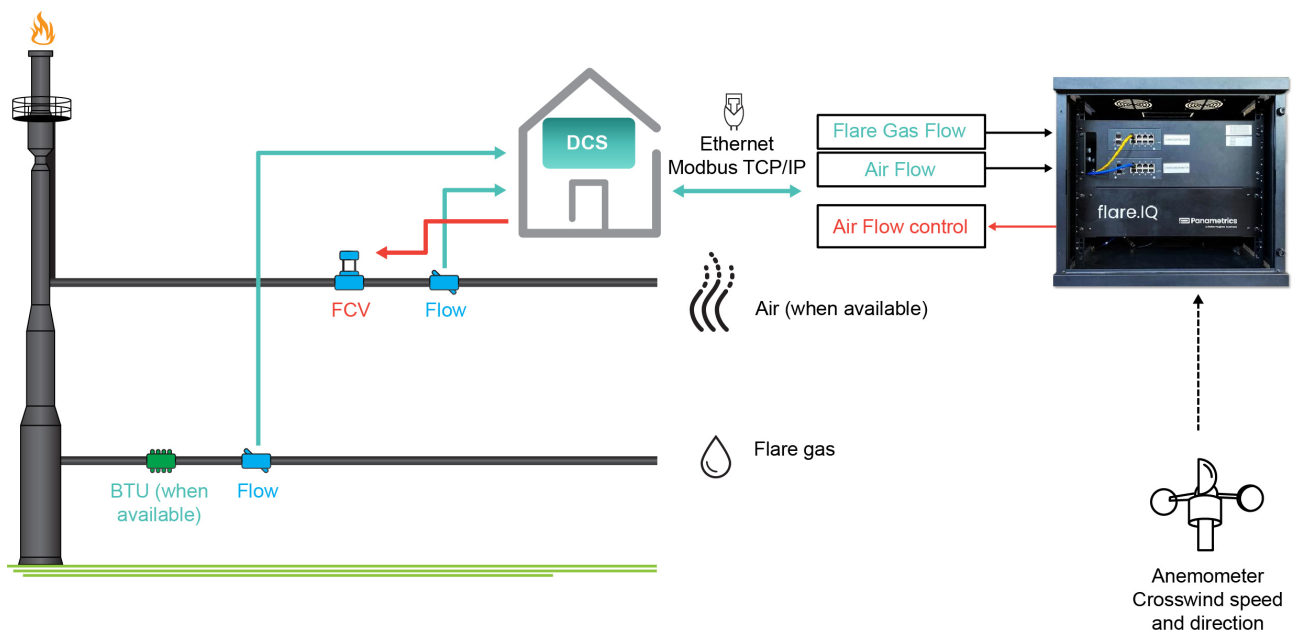 DCS
Ethernet
Modbus TCP/IP
Flare Gas Flow
Air Flow
Air Flow control
flare.IQ
Panametrics
FCV
Flow
Air (when available)
Flare gas
BTU (when
available)
Flow
Anemometer
Crosswind speed
and direction